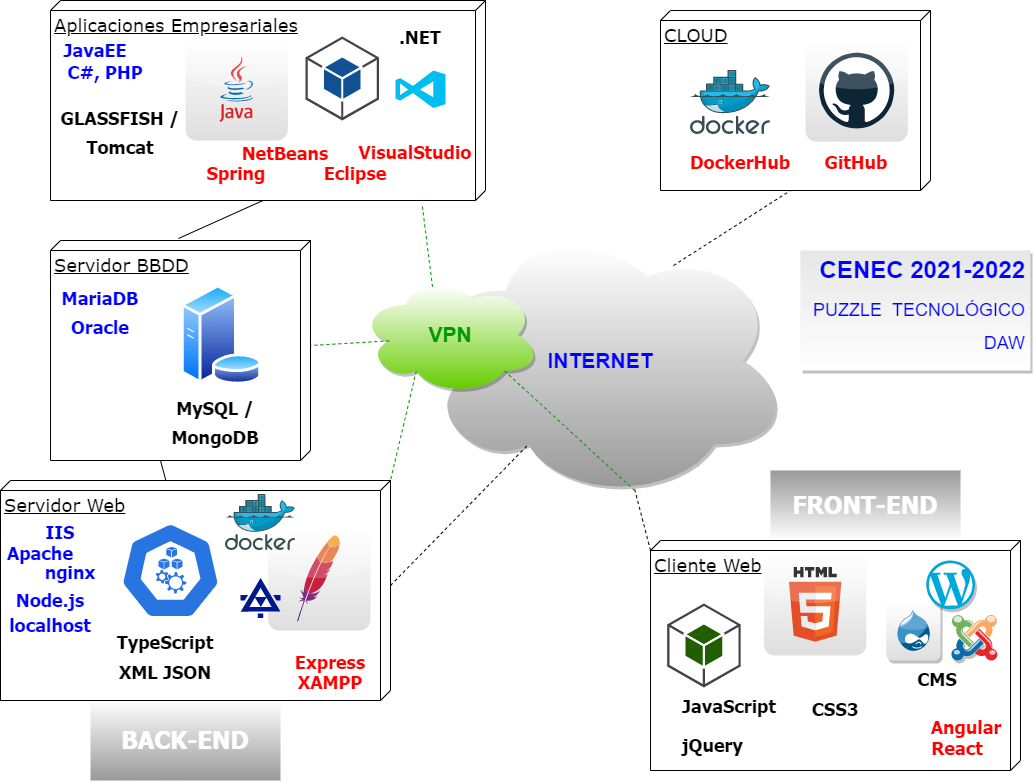 Aplicaciones Empresariales
JavaEE
C#, PHP
GLASSFISH /
Tomcat
Java
.NET
NetBeans
VisualStudio
Spring
Eclipse
CLOUD
docker
DockerHub
GitHub
Servidor BBDD
MariaDB
Oracle
MySQL /
MongoDB
VPN
INTERNET
CENEC 2021-2022
PUZZLE TECNOLÓGICO
DAW
Servidor Web
IIS
Apache
nginx
Node.js
localhost
docker
TypeScript
XML JSON
Express
XAMPP
BACK-END
FRONT-END
Cliente Web
HTML
5
W
CMS
JavaScript
CSS3
jQuery
Angular
React